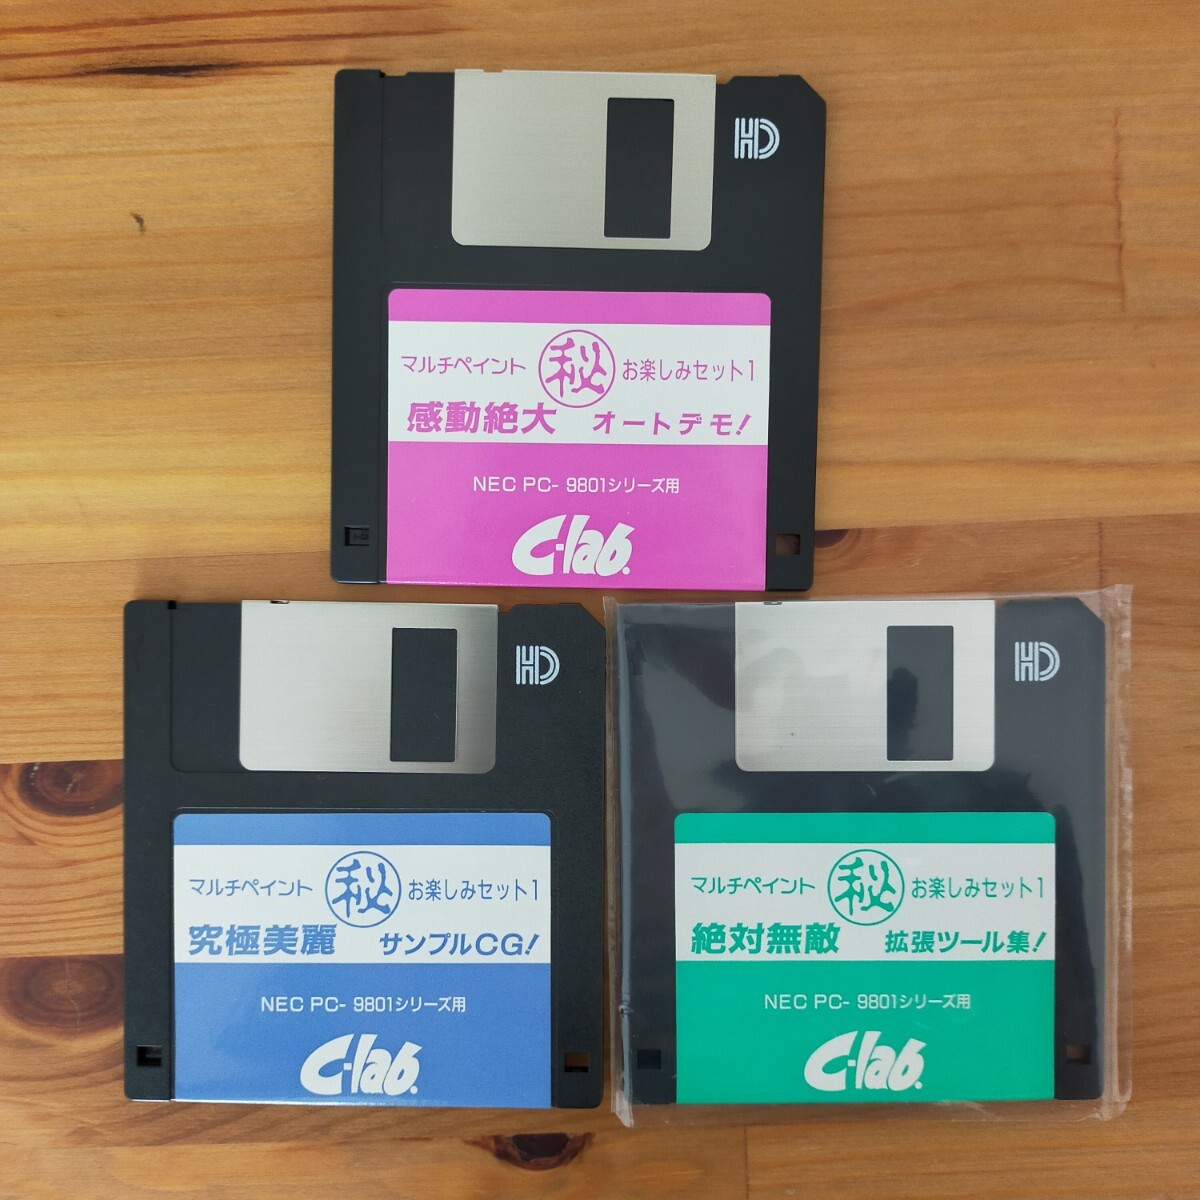 HD
マルチペイント ㊙ お楽しみセット1
感動絶大 オートデモ!
NEC PC- 9801シリーズ用
C-lab.
HD
マルチペイント ㊙ お楽しみセット1
究極美麗 サンプルCG!
NEC PC- 9801シリーズ用
C-lab.
HD
マルチペイント ㊙ お楽しみセット1
絶対無敵 拡張ツール集!
NEC PC- 9801シリーズ用
C-lab.